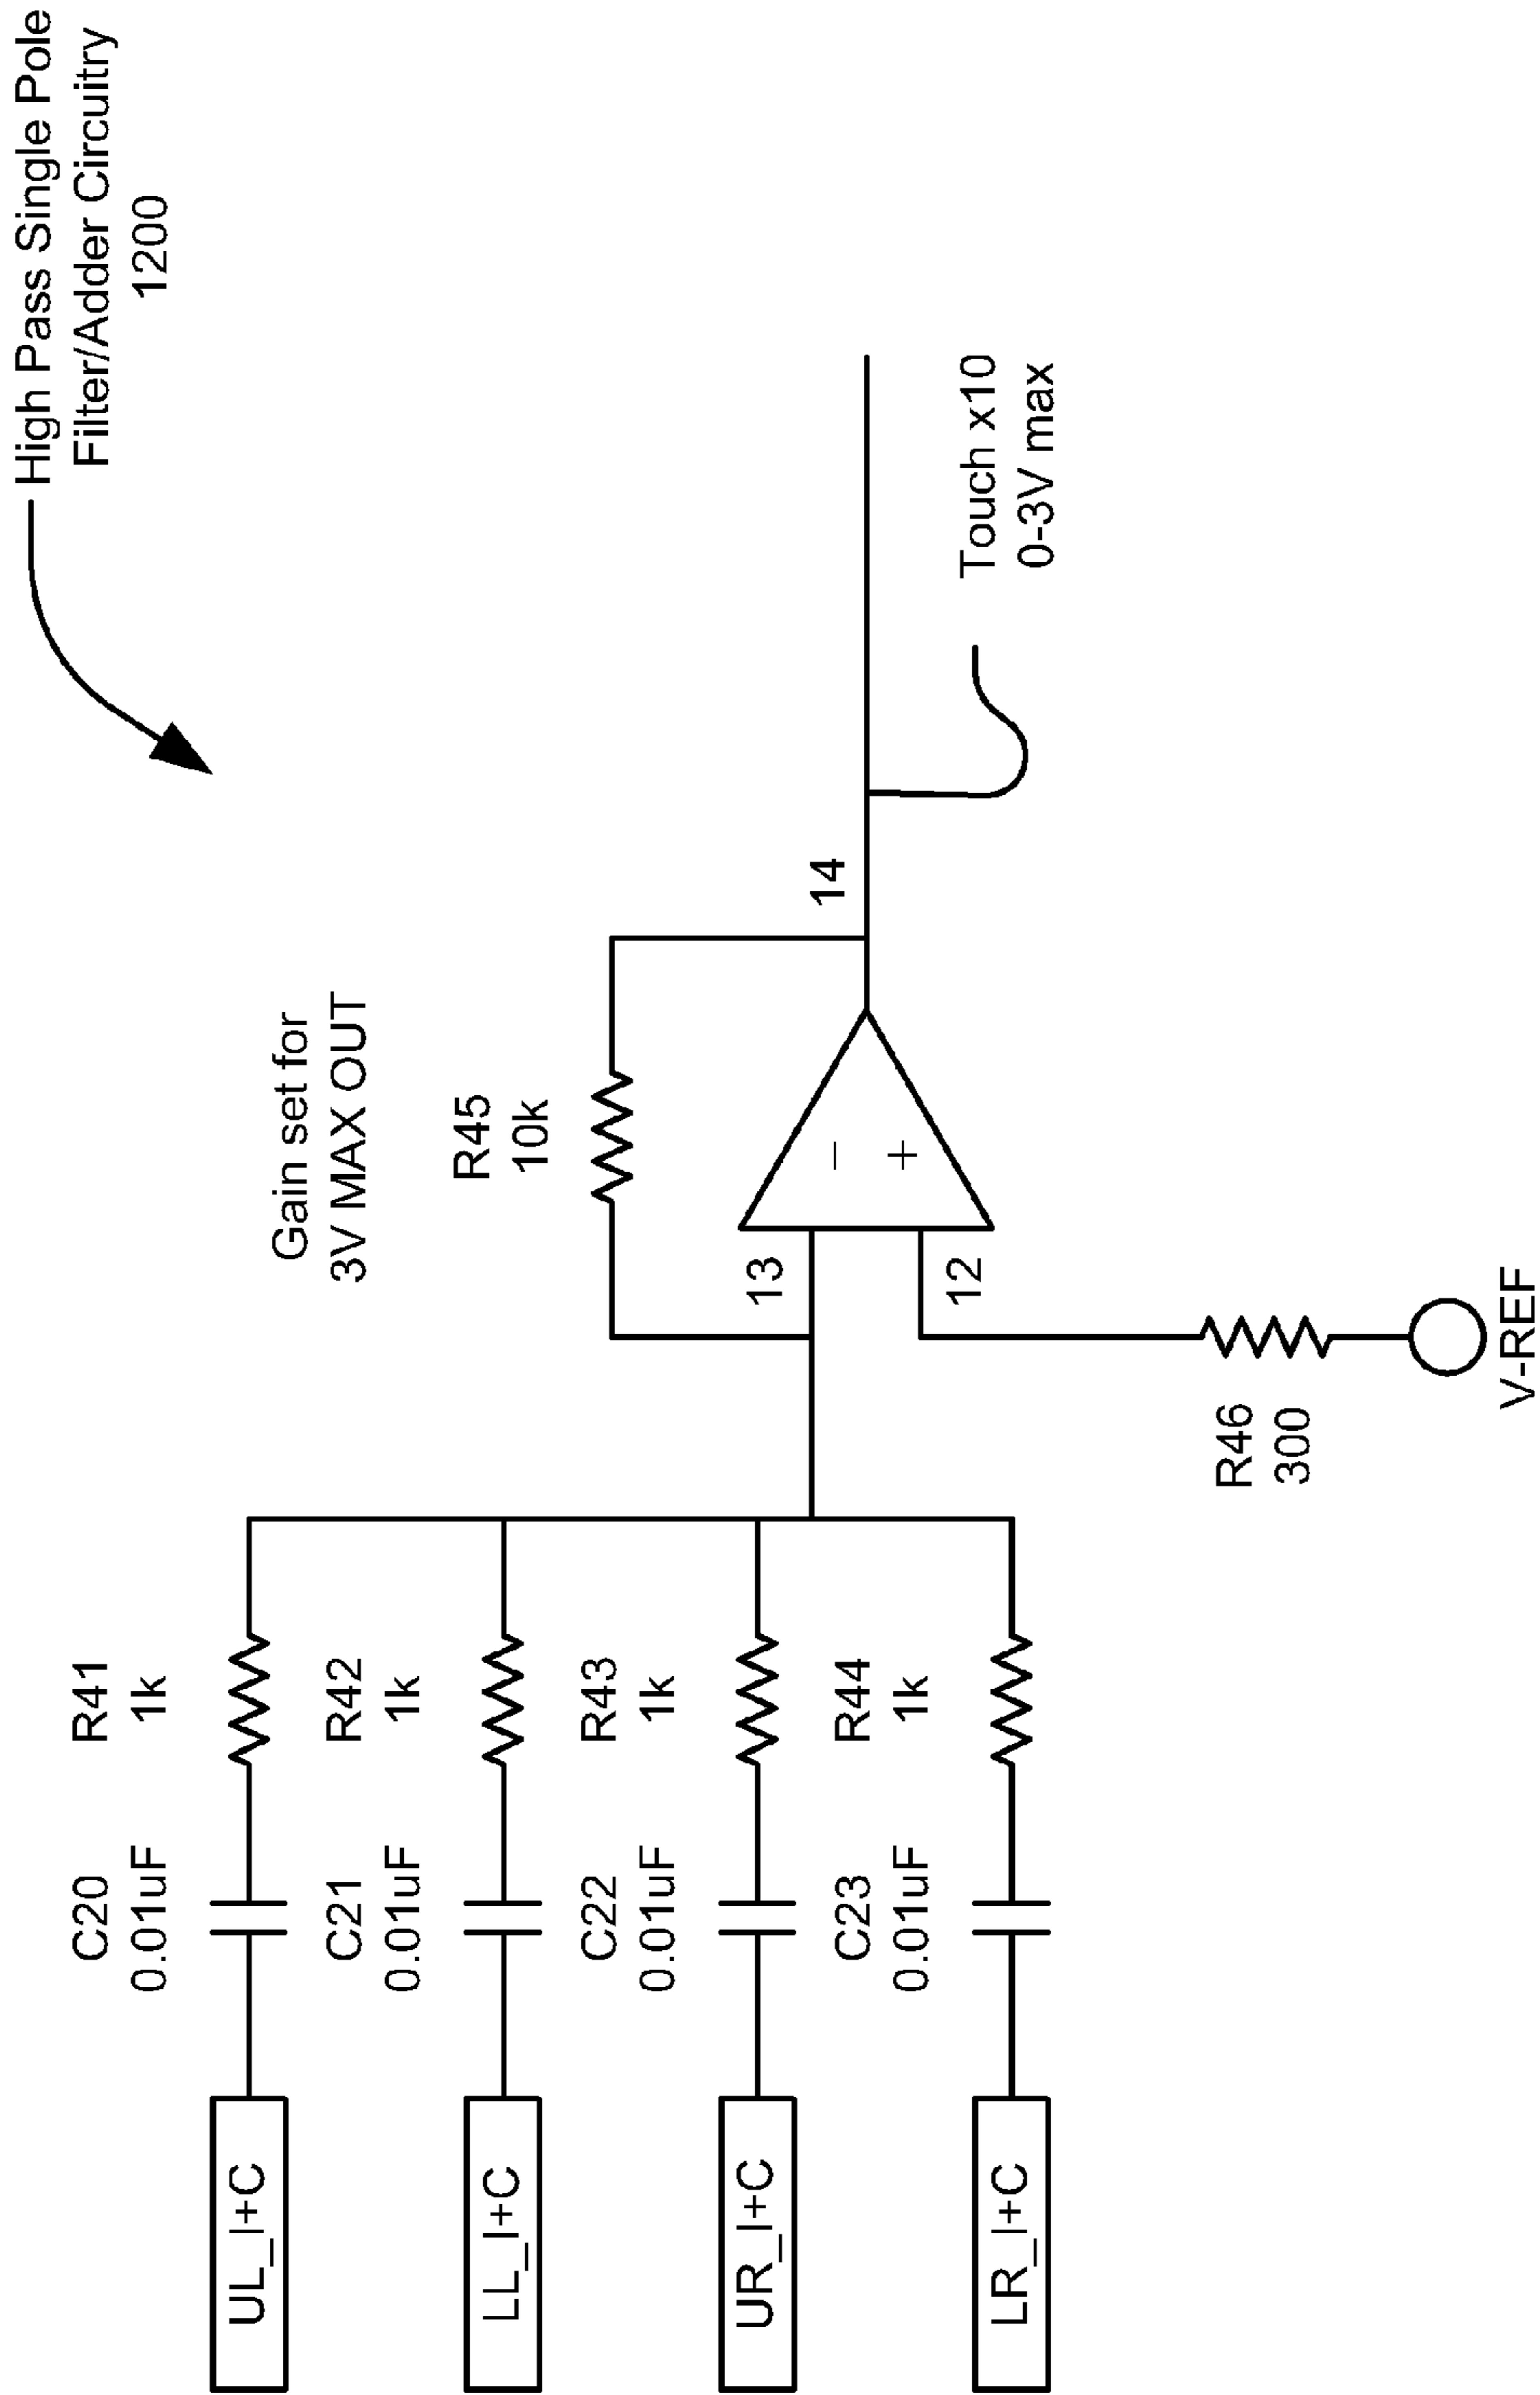 High Pass Single Pole
Filter/Adder Circuitry
1200
Gain set for
3V MAX OUT
R45
10k
R41
1k
C20
0.01uF
UL_I+C
R42
1k
C21
0.01uF
LL_I+C
R43
1k
C22
0.01uF
UR_I+C
R44
1k
C23
0.01uF
LR_I+C
13
12
−
+
14
Touch x10
0-3V max
R46
300
V-REF